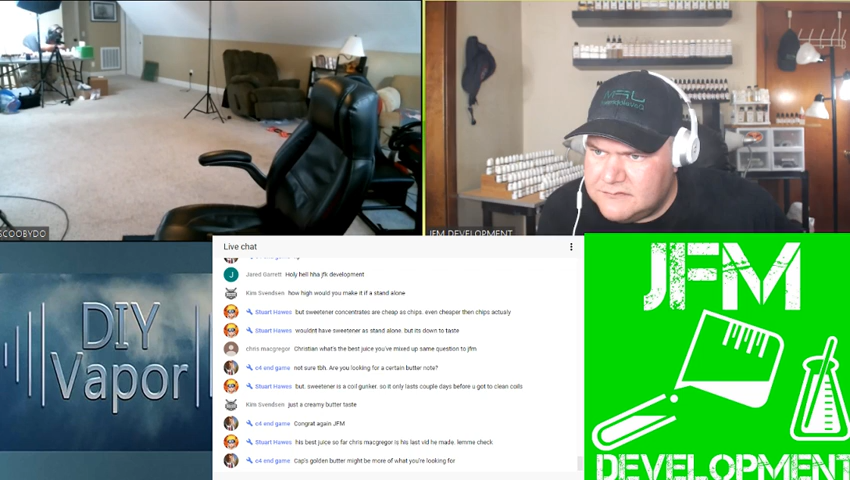 SCOOBYDO
JFM DEVELOPMENT
Live chat
Jared Garrett Holy hell hha jfk development
Kim Svendsen how high would you make it if a stand alone
Stuart Hawes but sweetener concentrates are cheap as chips. even cheaper then chips actualy
Stuart Hawes wouldnt have sweetener as stand alone. but its down to taste
chris macgregor Christian what's the best juice you've mixed up same question to jfm
c4 end game not sure tbh. Are you looking for a certain butter note?
Stuart Hawes but. sweetener is a coil gunker. so it only lasts couple days before u got to clean coils
Kim Svendsen just a creamy butter taste
c4 end game Congrat again JFM
Stuart Hawes his best juice so far chris macgregor is his last vid he made. lemme check
c4 end game Cap's golden butter might be more of what you're looking for
DIY
Vapor
JFM
DEVELOPMENT